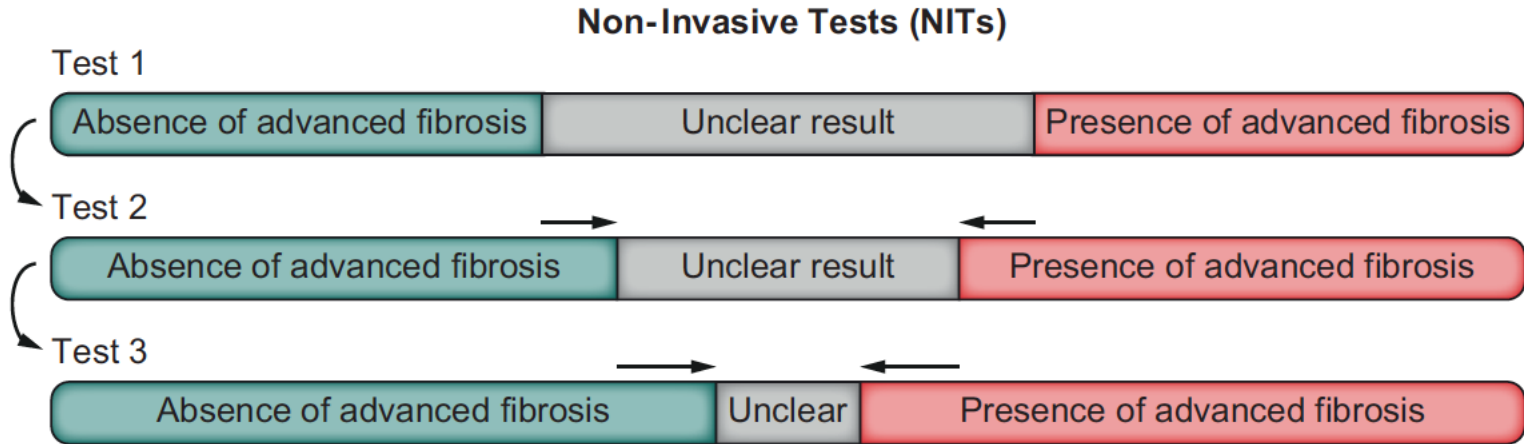 Non-Invasive Tests (NITs)
Test 1
Absence of advanced fibrosis Unclear result Presence of advanced fibrosis
Test 2
Absence of advanced fibrosis Unclear result Presence of advanced fibrosis
Test 3
Absence of advanced fibrosis Unclear Presence of advanced fibrosis